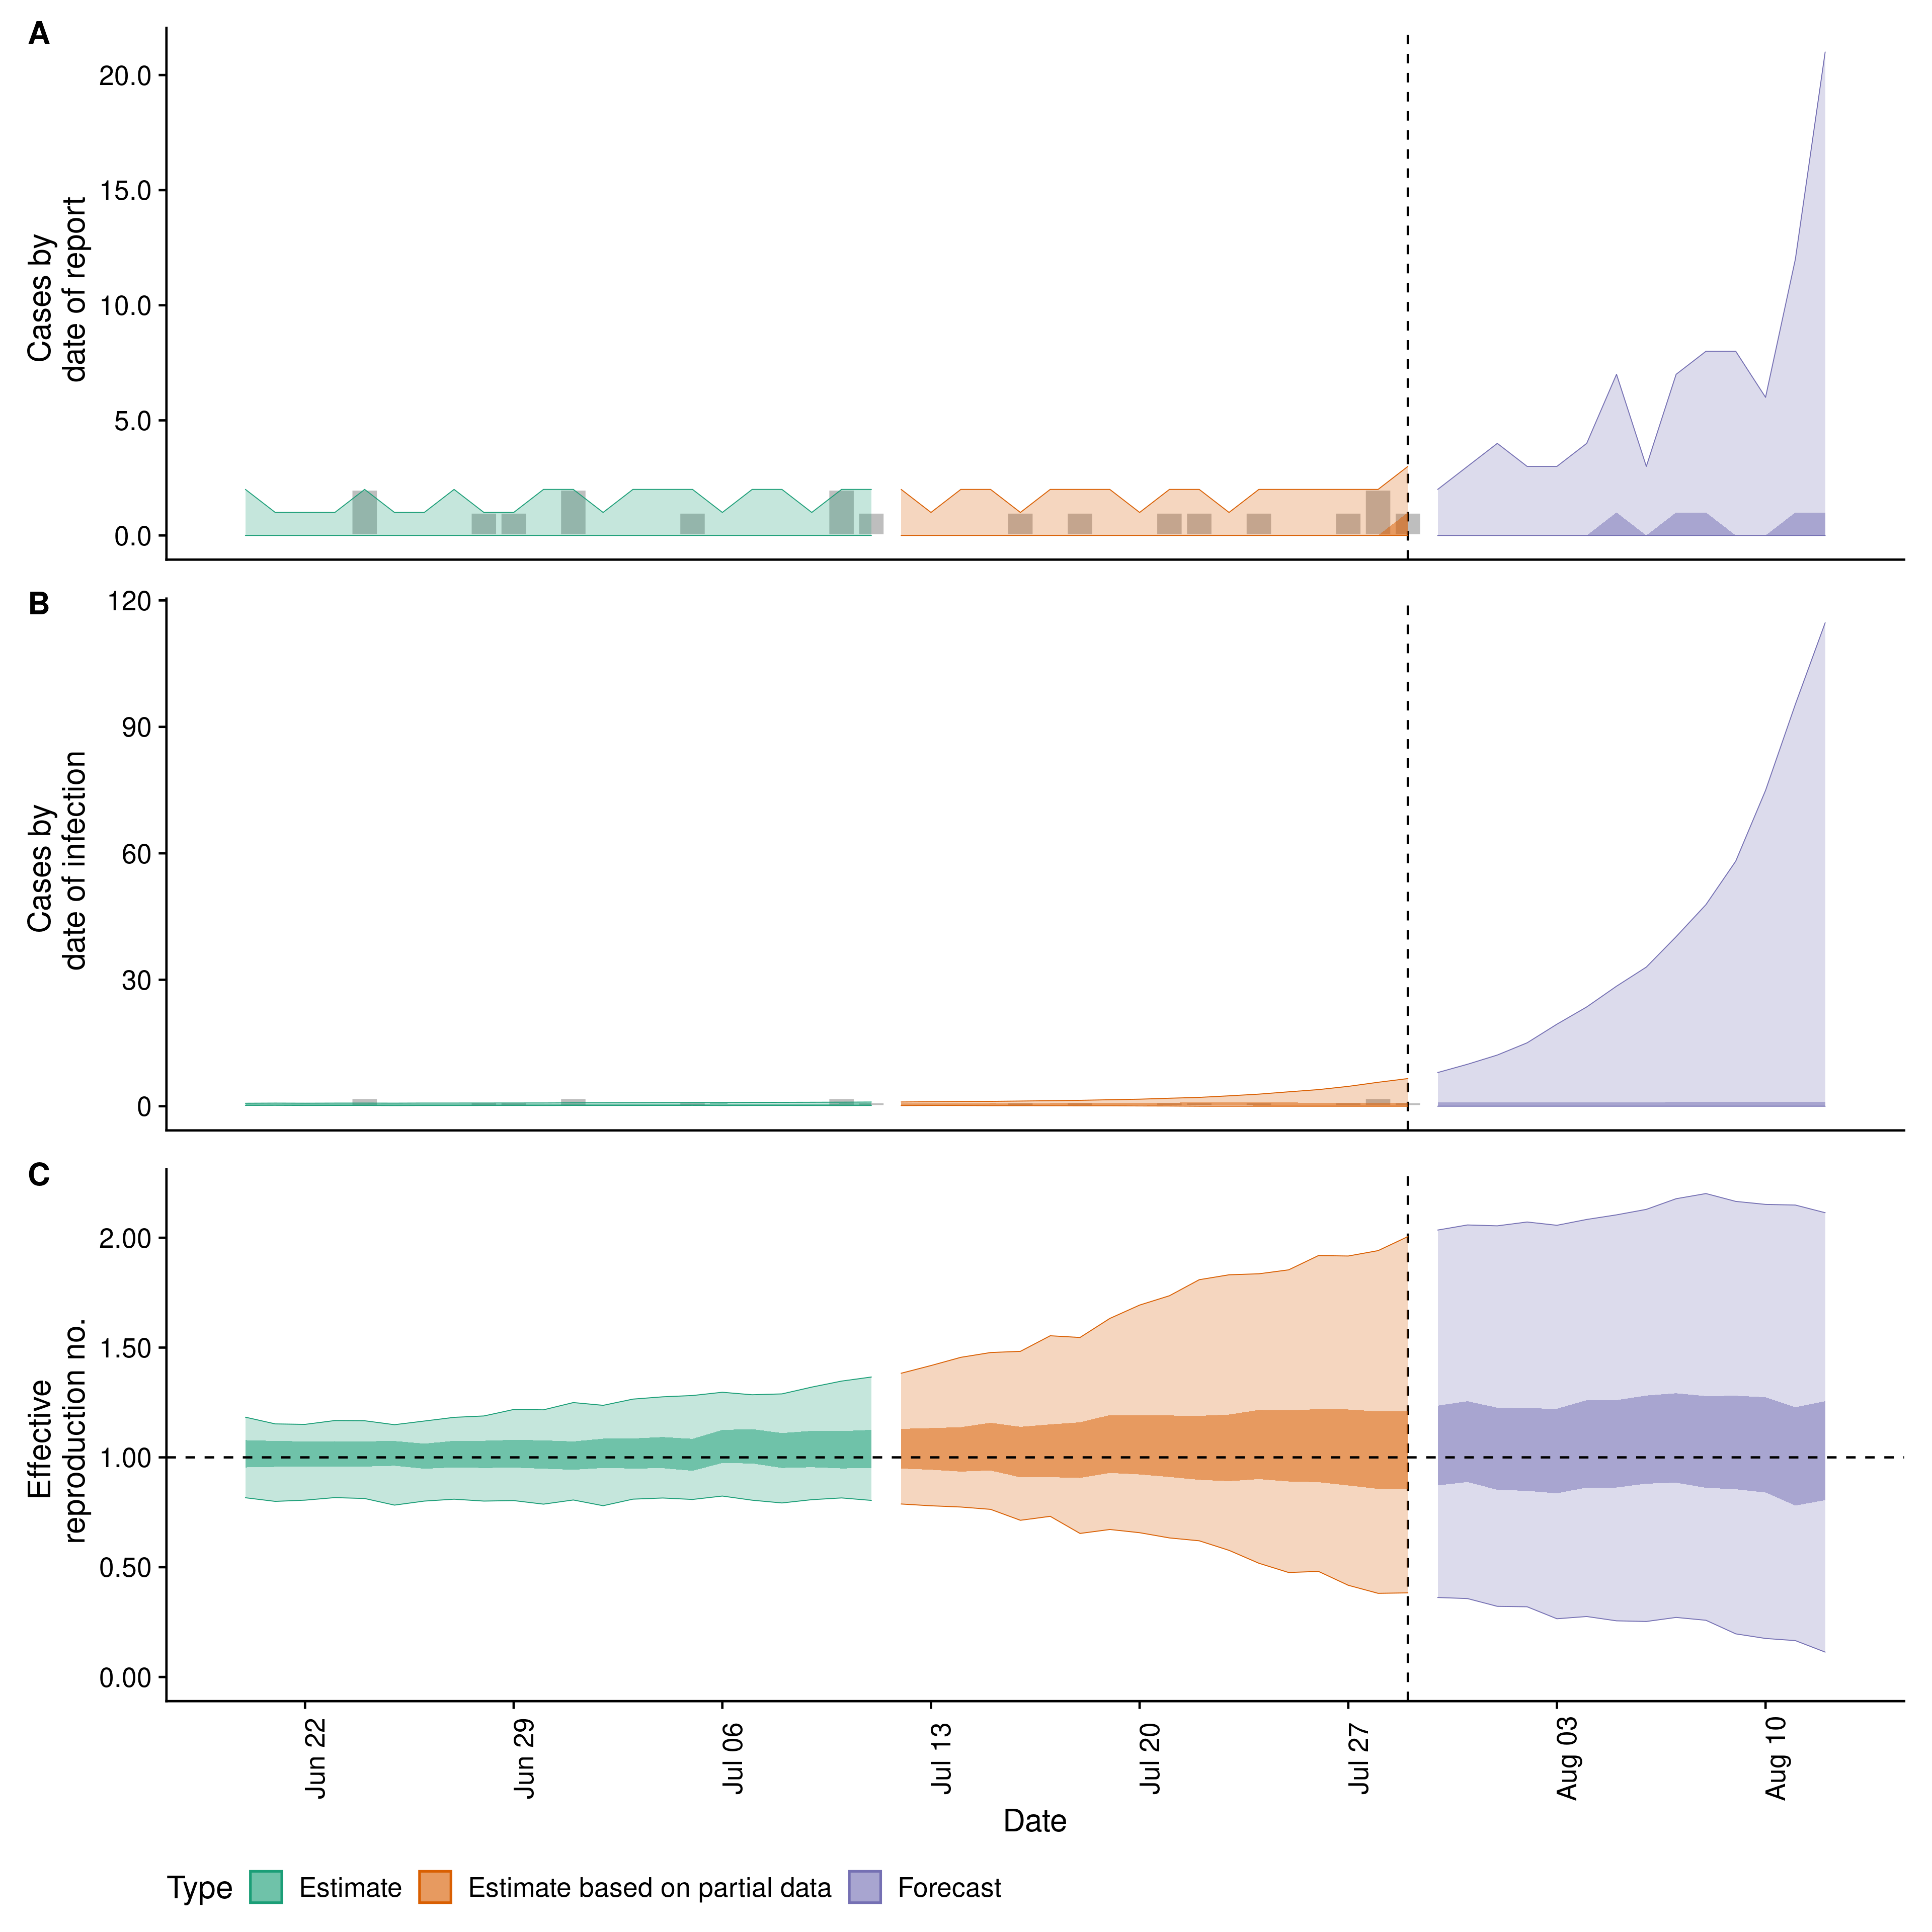 A
20.0
15.0
10.0
5.0
0.0
Cases by
date of report
B
120
90
60
30
0
Cases by
date of infection
C
2.00
1.50
1.00
0.50
0.00
Effective
reproduction no.
Jun 22
Jun 29
Jul 06
Jul 13
Jul 20
Jul 27
Aug 03
Aug 10
Date
Type Estimate Estimate based on partial data Forecast